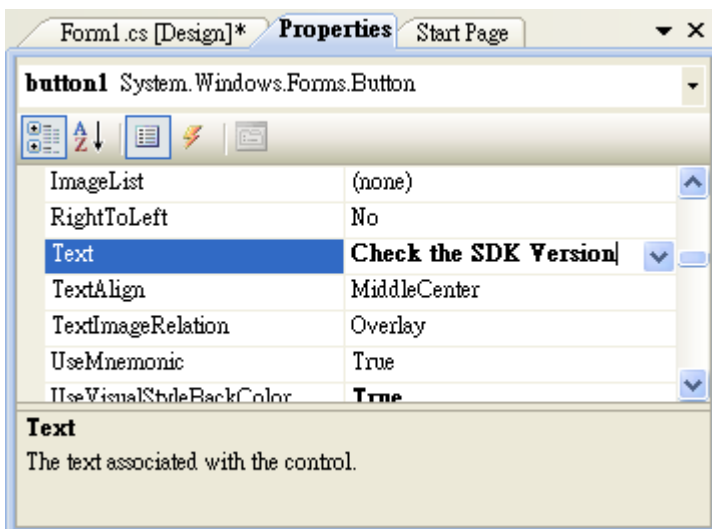 Form1.cs [Design]* Properties Start Page
button1 System.Windows.Forms.Button
ImageList (none)
RightToLeft No
Text Check the SDK Version
TextAlign MiddleCenter
TextImageRelation Overlay
UseMnemonic True
UseVisualStyleBackColor True
Text
The text associated with the control.